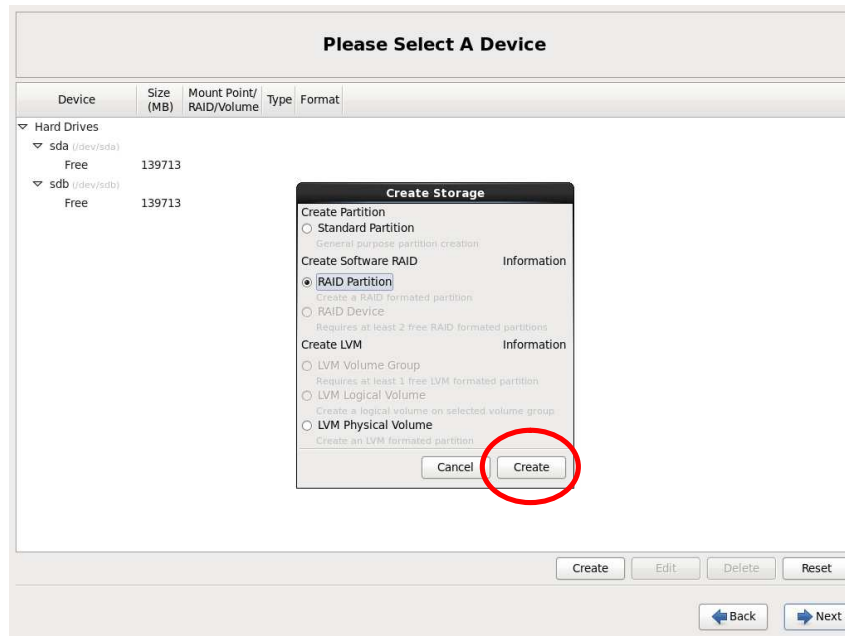 Please Select A Device
Device Size (MB) Mount Point/ RAID/Volume Type Format
Hard Drives
sda (/dev/sda)
Free 139713
sdb (/dev/sdb)
Free 139713
Create Storage
Create Partition
Standard Partition
General purpose partition creation
Create Software RAID Information
RAID Partition
Create a RAID formated partition
RAID Device
Requires at least 2 free RAID formated partitions
Create LVM Information
LVM Volume Group
Requires at least 1 free LVM formated partition
LVM Logical Volume
Create a logical volume on selected volume group
LVM Physical Volume
Create an LVM formated partition
Cancel Create
Create Edit Delete Reset
Back Next